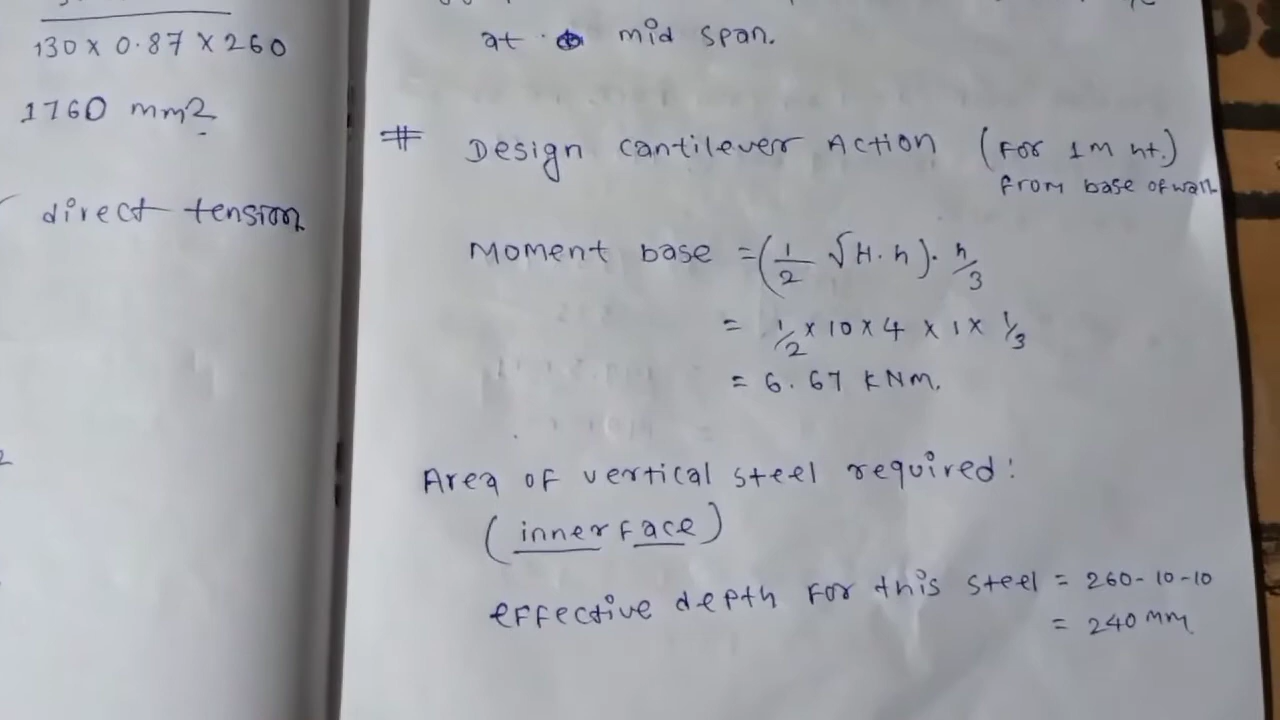 130 x 0.87 x 260
1760 mm2
direct tension
at mid span.
# Design cantilever Action (For 1m ht.)
from base of wall
Moment base = (1/2 √H.h). h/3
= 1/2 x 10 x 4 x 1 x 1/3
= 6.67 KNm.
Area of vertical steel required:
(inner face)
effective depth for this steel = 260-10-10
= 240 mm